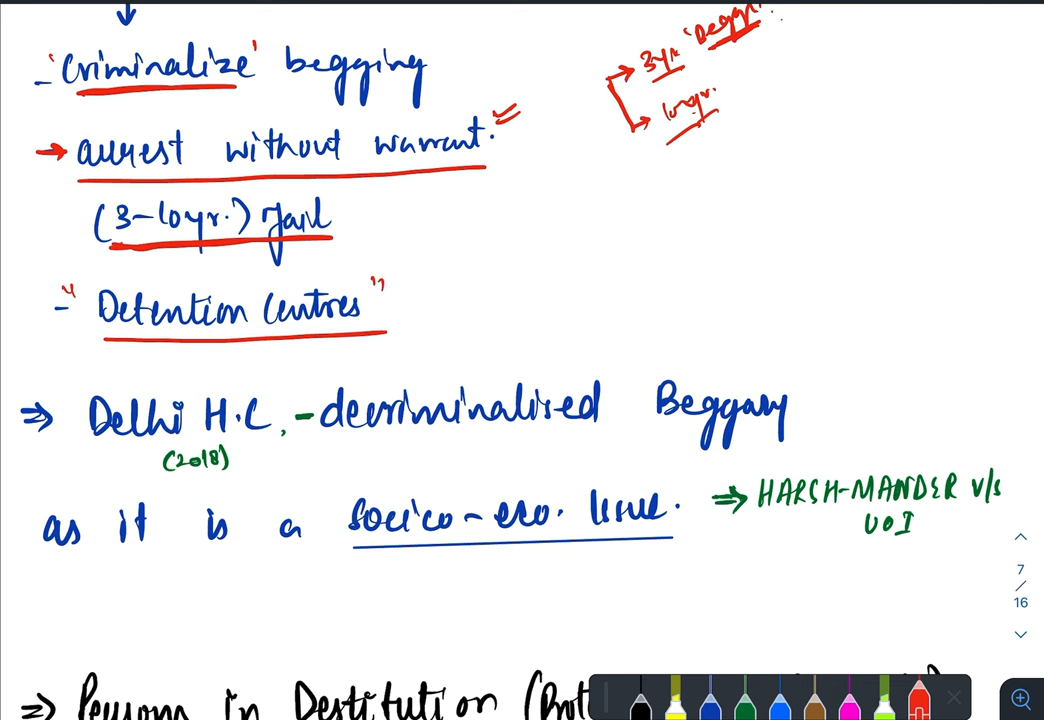 - 'Criminalize' begging
3yr. 'Beggar.
10yr.
→ arrest without warrant.
(3-10yr.) Jail
- "Detention Centres"
⇒ Delhi H.C. - decriminalised Beggary
(2018)
as it is a Socico-eco. Issue.
⇒ HARSH-MANDER v/s
UOI
7
/
16
⇒ Persons in Destitution (Prot